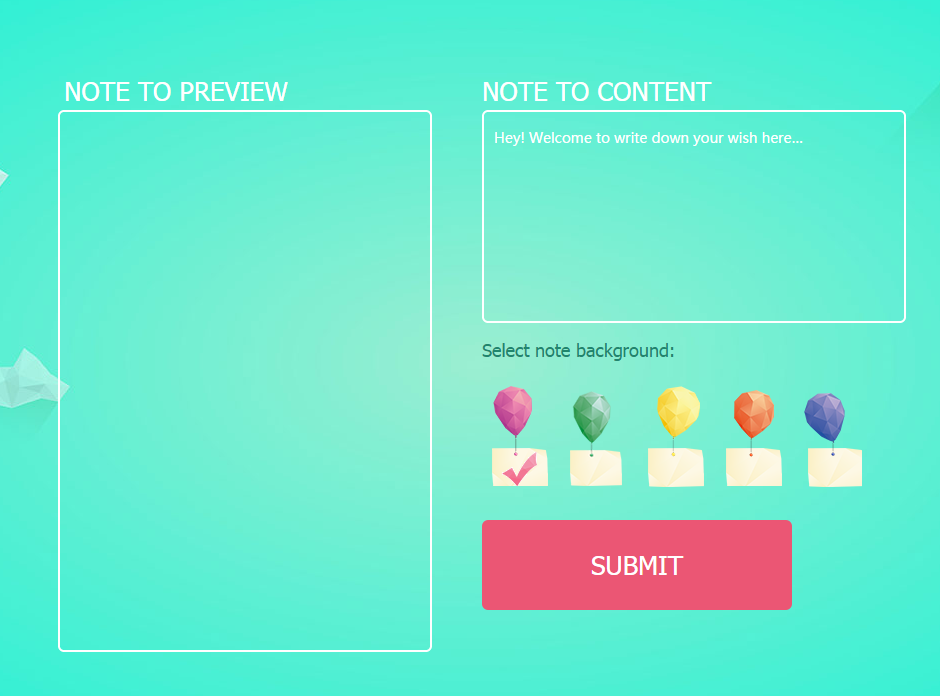 NOTE TO PREVIEW
NOTE TO CONTENT
Hey! Welcome to write down your wish here...
Select note background:
SUBMIT